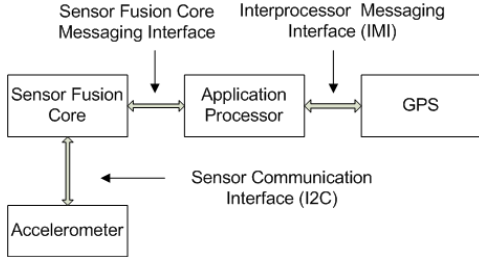 Sensor Fusion Core
Messaging Interface
Interprocessor Messaging
Interface (IMI)
Sensor Fusion
Core
Application
Processor
GPS
Sensor Communication
Interface (I2C)
Accelerometer